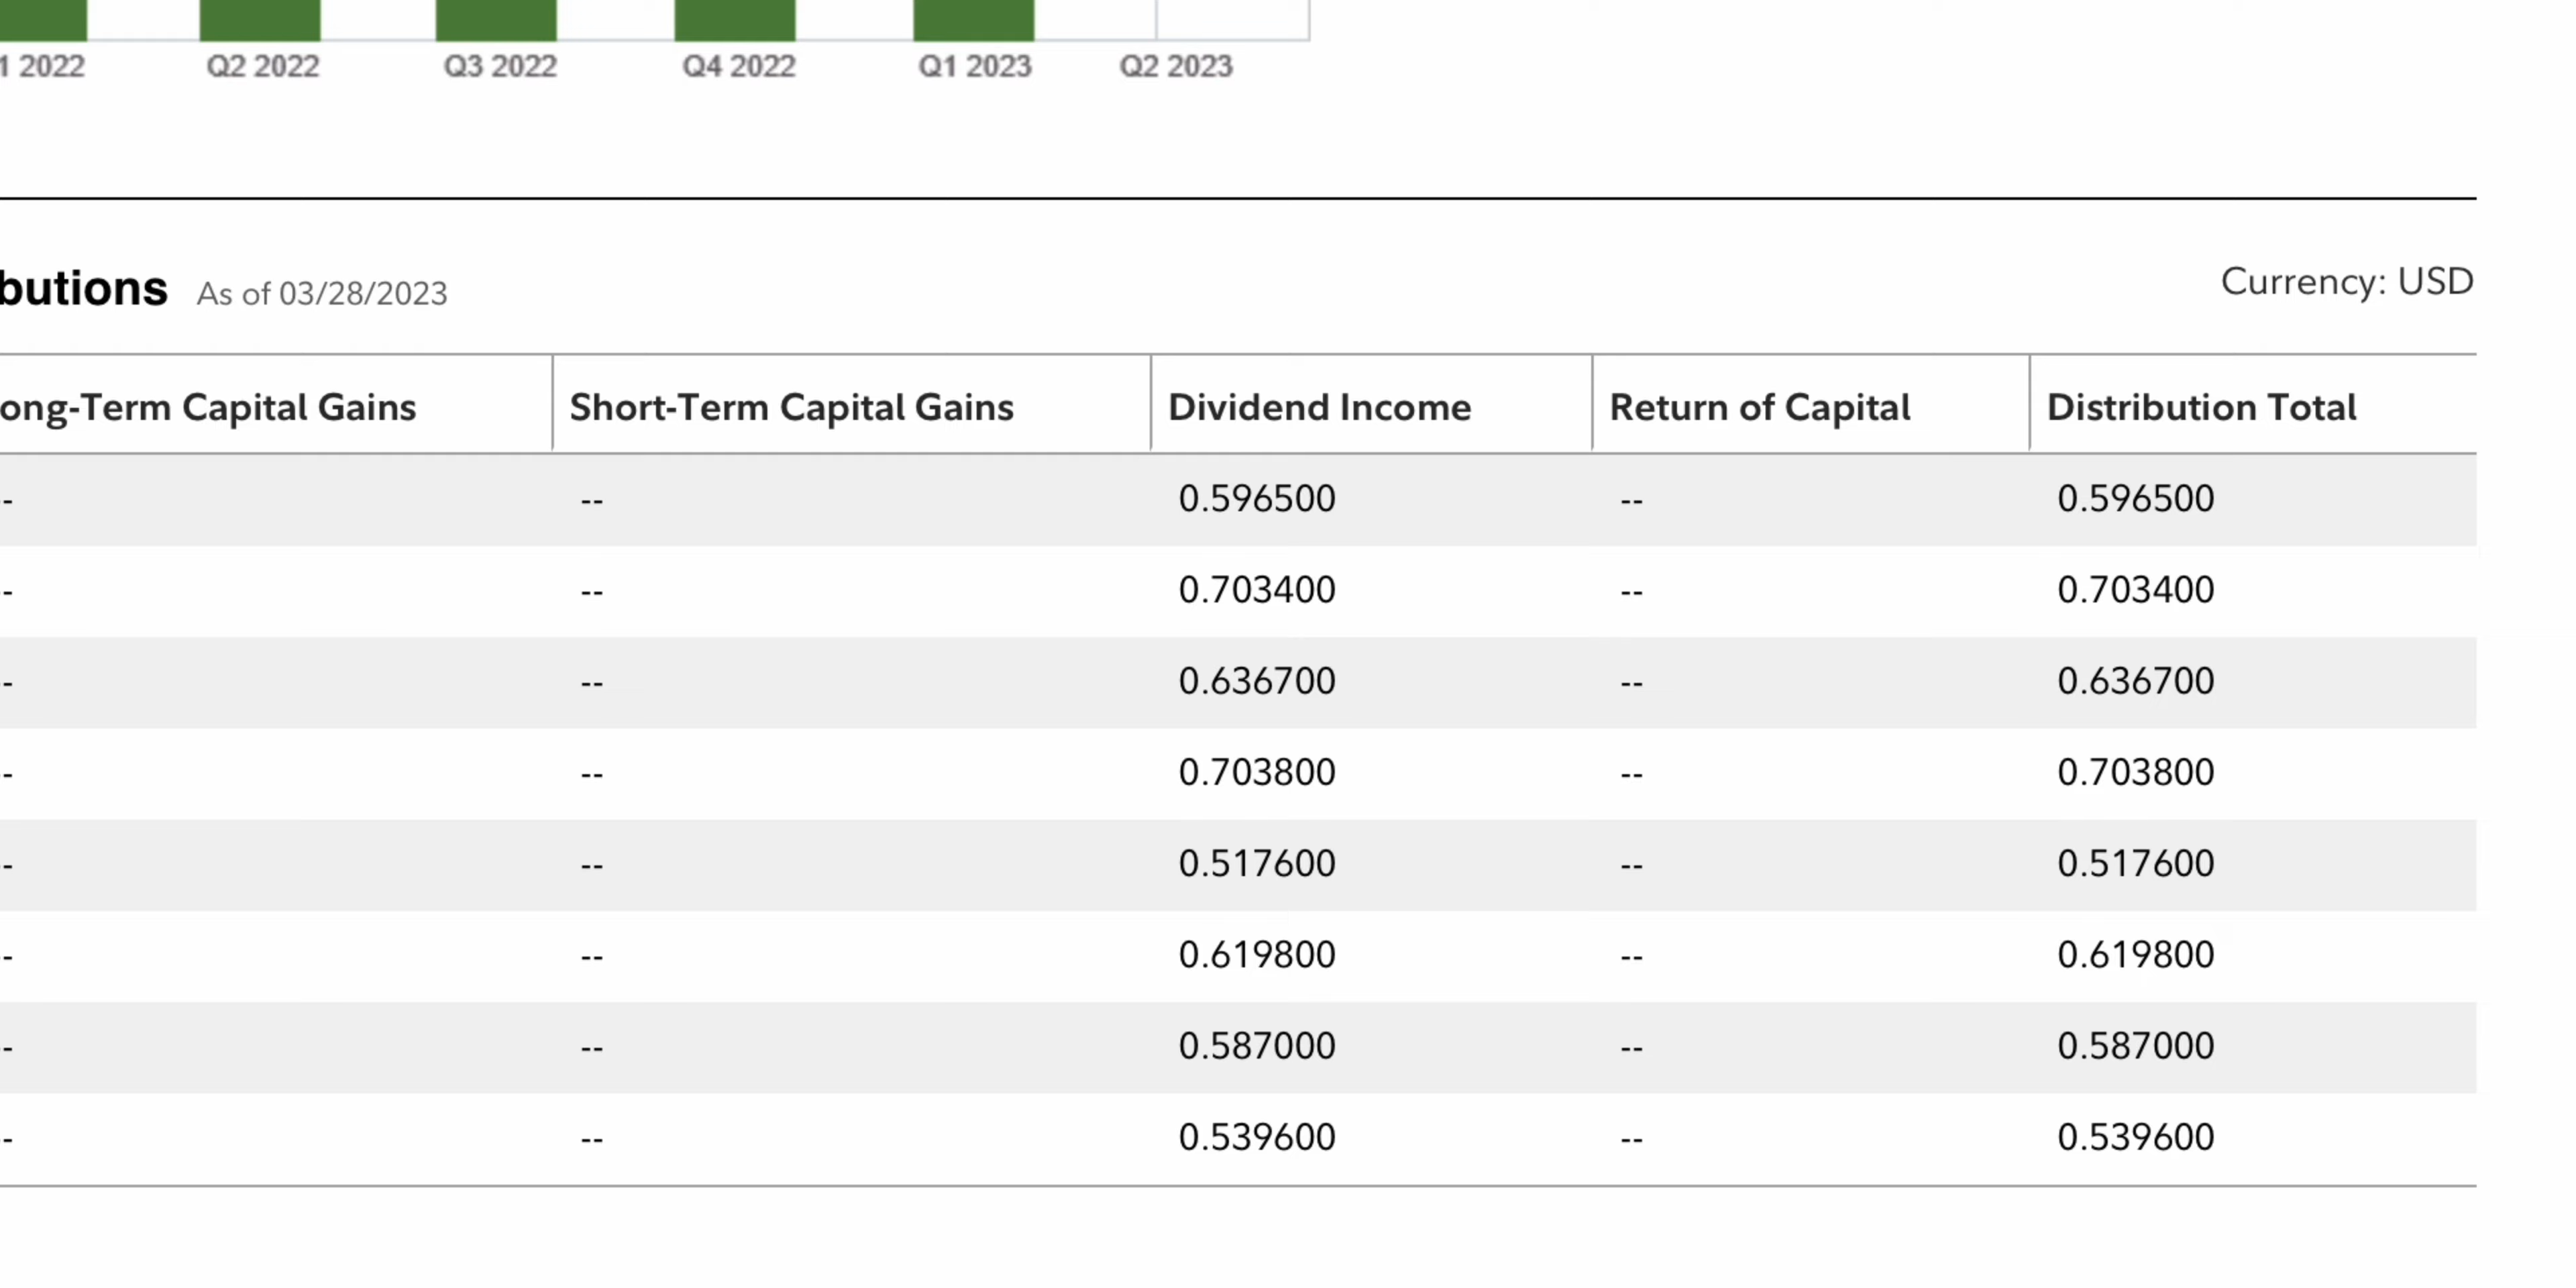 1 2022 Q2 2022 Q3 2022 Q4 2022 Q1 2023 Q2 2023
butions As of 03/28/2023 Currency: USD
ong-Term Capital Gains Short-Term Capital Gains Dividend Income Return of Capital Distribution Total
-- -- 0.596500 -- 0.596500
-- -- 0.703400 -- 0.703400
-- -- 0.636700 -- 0.636700
-- -- 0.703800 -- 0.703800
-- -- 0.517600 -- 0.517600
-- -- 0.619800 -- 0.619800
-- -- 0.587000 -- 0.587000
-- -- 0.539600 -- 0.539600